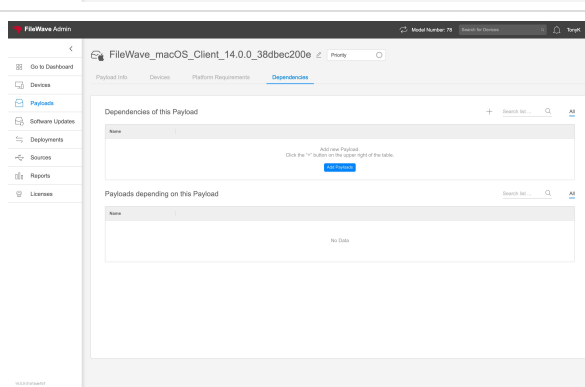 FileWave Admin
Model Number: 78
Search for Devices
TonyK
Go to Dashboard
Devices
Payloads
Software Updates
Deployments
Sources
Reports
Licenses
FileWave_macOS_Client_14.0.0_38dbec200e
Priority
0
Payload Info
Devices
Platform Requirements
Dependencies
Dependencies of this Payload
Search list ...
All
Name
Add new Payload.
Click the "+" button on the upper right of the table.
Add Payloads
Payloads depending on this Payload
Search list ...
All
Name
No Data